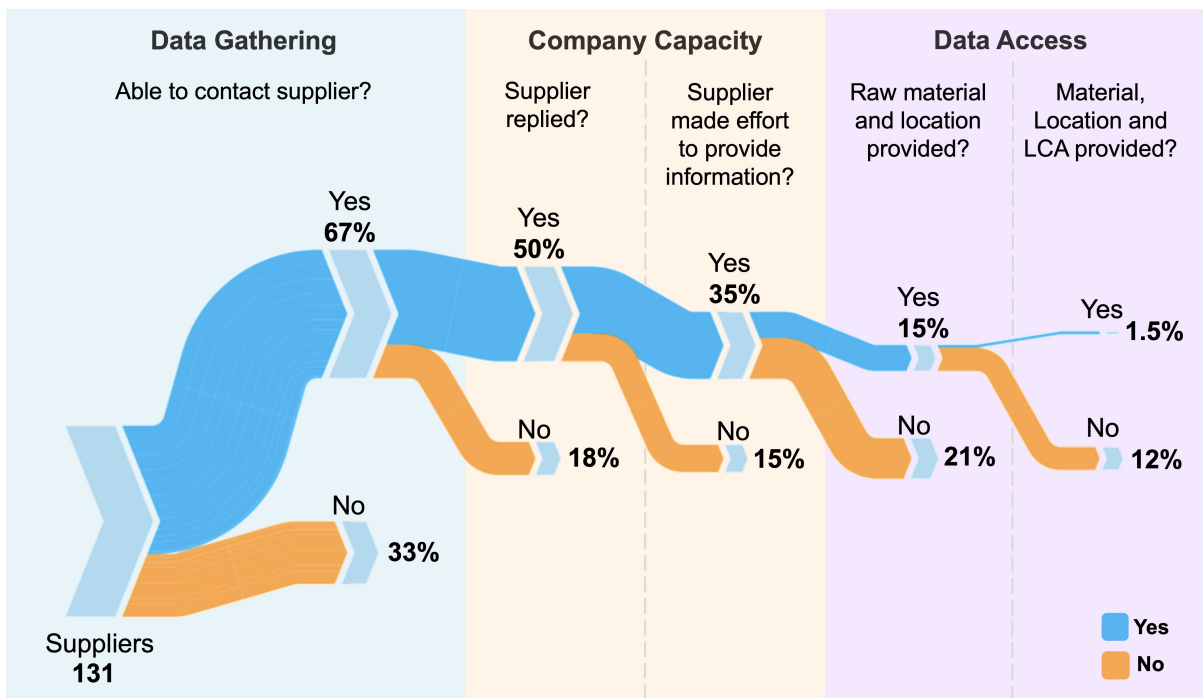 Data Gathering
Company Capacity
Data Access
Able to contact supplier?
Supplier
replied?
Supplier
made effort
to provide
information?
Raw material
and location
provided?
Material,
Location and
LCA provided?
Yes
67%
Yes
50%
Yes
35%
Yes
15%
Yes
1.5%
No
33%
No
18%
No
15%
No
21%
No
12%
Suppliers
131
Yes
No